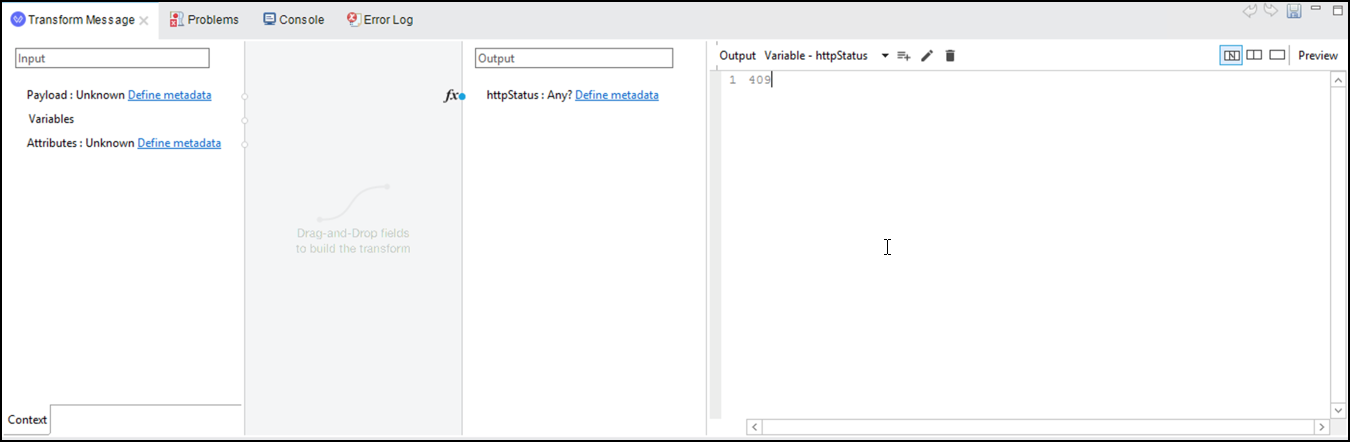 Transform Message Problems Console Error Log
Input
Output
Output Variable - httpStatus Preview
Payload : Unknown Define metadata
fx
httpStatus : Any? Define metadata
1 409
Variables
Attributes : Unknown Define metadata
Drag-and-Drop fields
to build the transform
Context